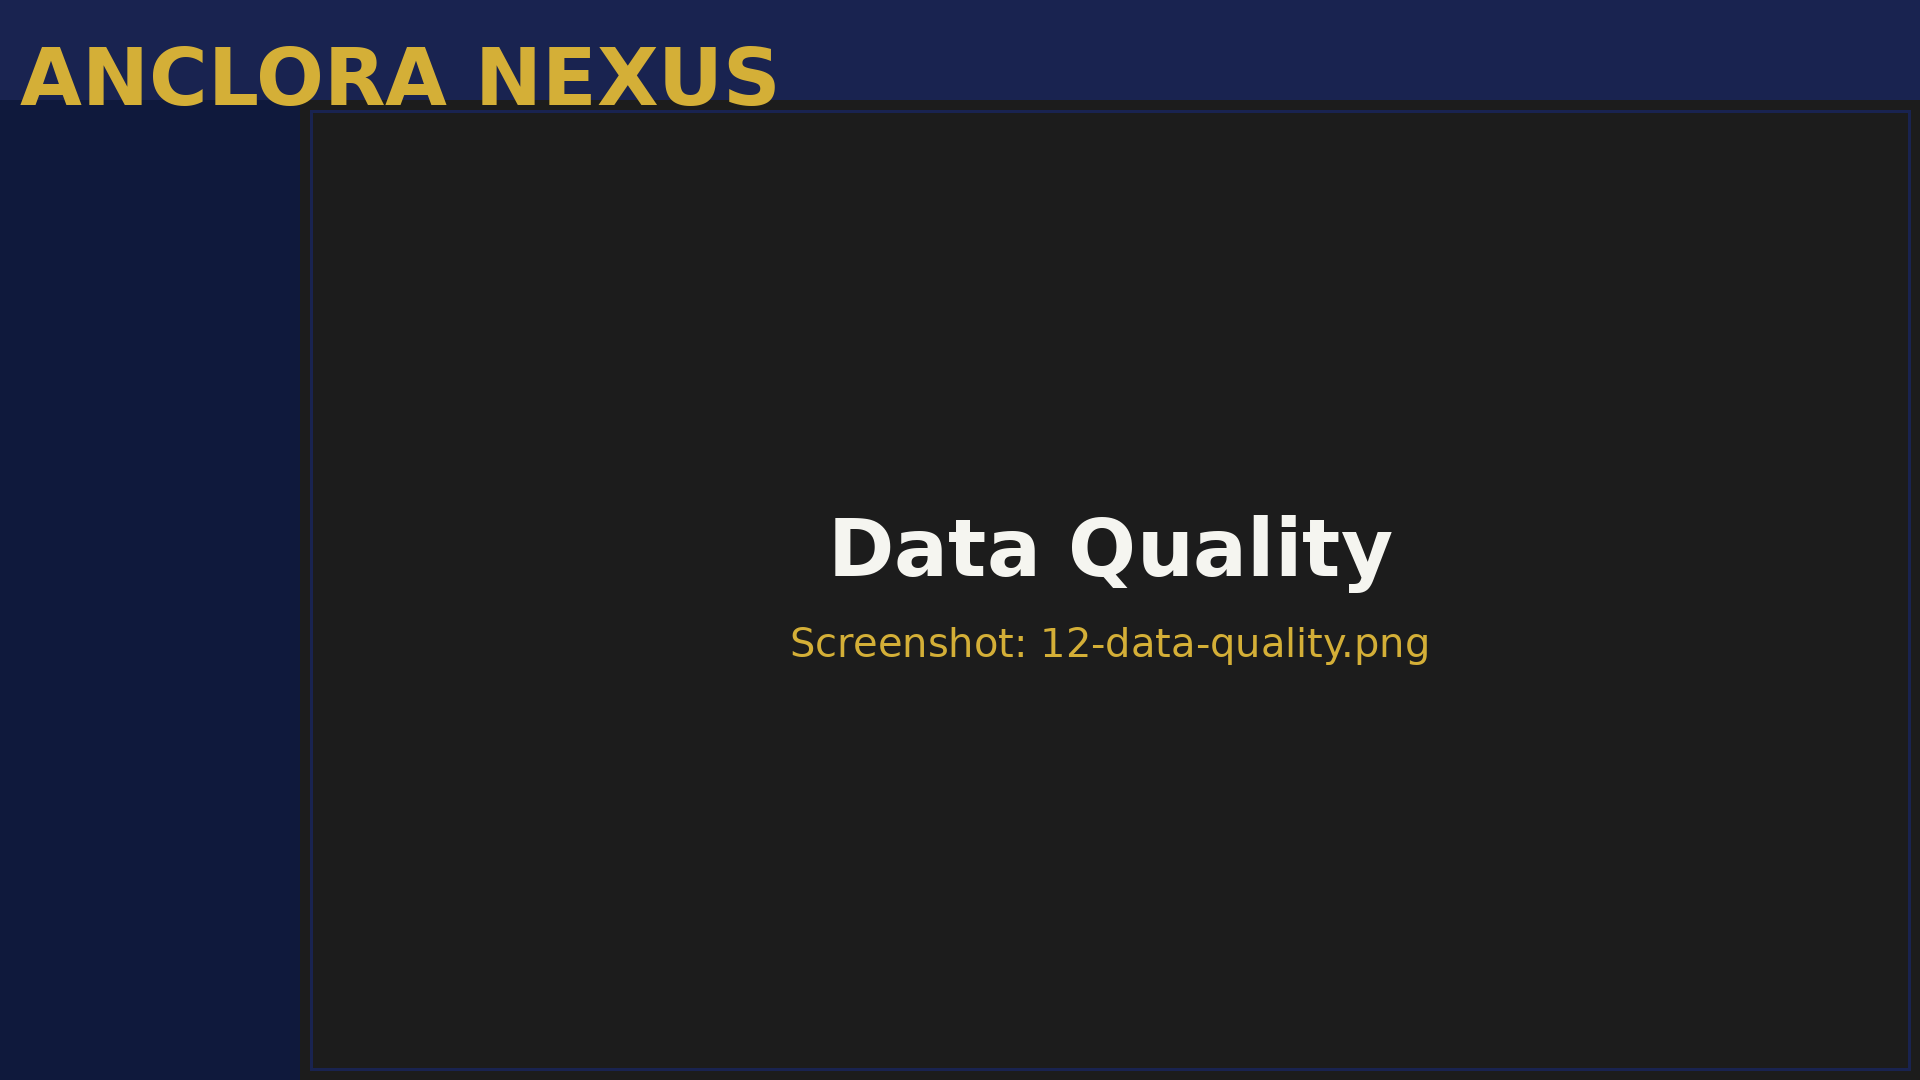 ANCLORA NEXUS
Data Quality
Screenshot: 12-data-quality.png